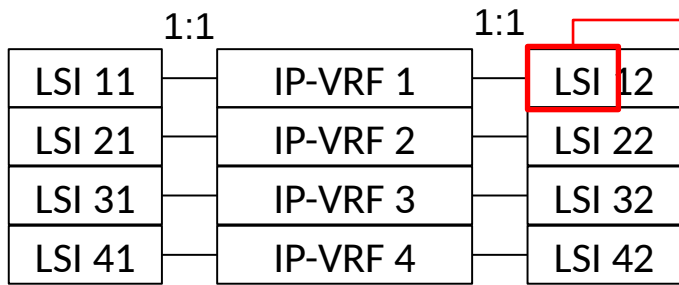 1:1 1:1
LSI 11 IP-VRF 1 LSI 12
LSI 21 IP-VRF 2 LSI 22
LSI 31 IP-VRF 3 LSI 32
LSI 41 IP-VRF 4 LSI 42